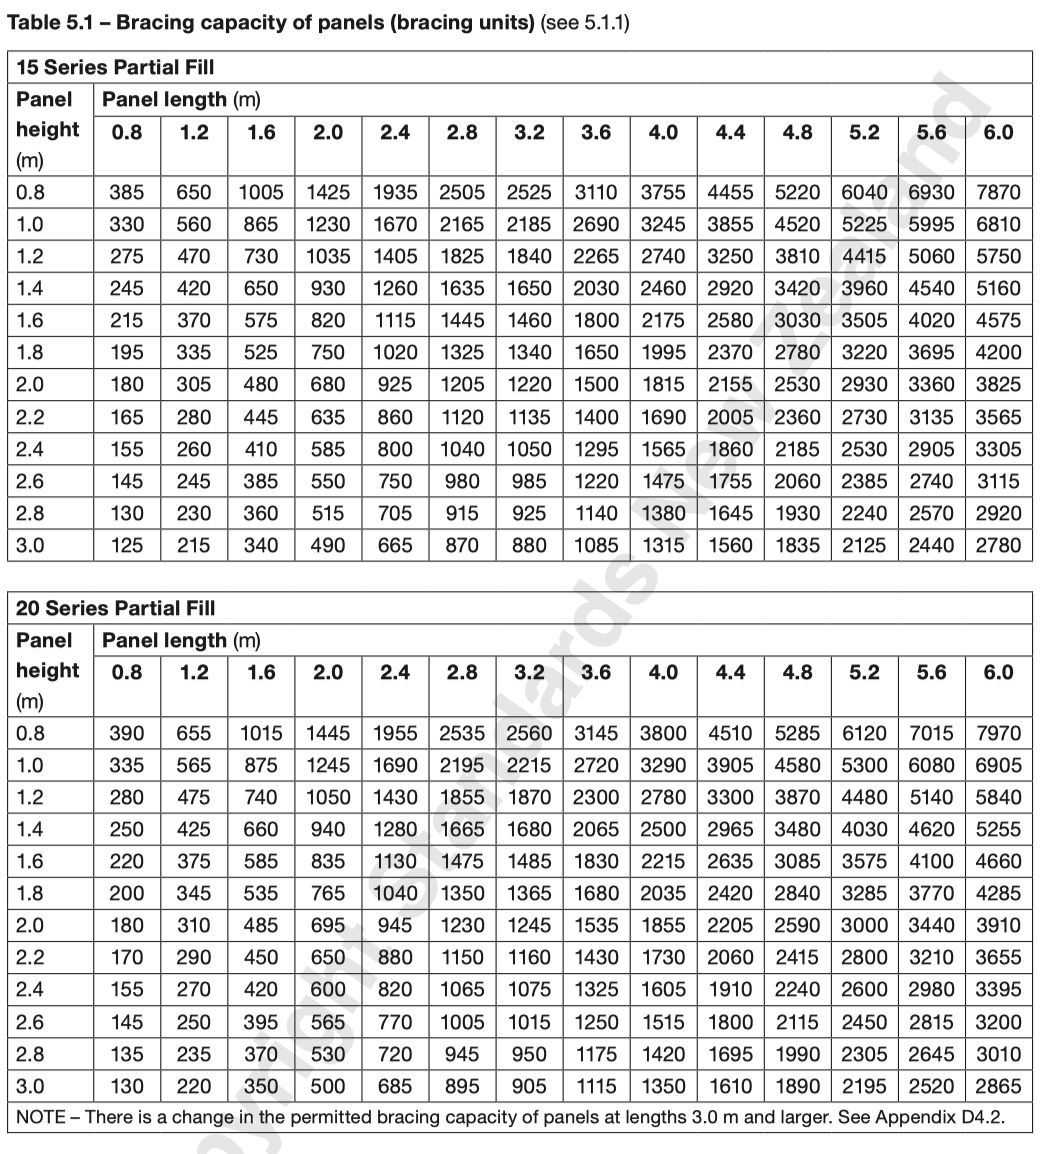 Table 5.1 – Bracing capacity of panels (bracing units) (see 5.1.1)
15 Series Partial Fill
Panel height (m) Panel length (m)
0.8 1.2 1.6 2.0 2.4 2.8 3.2 3.6 4.0 4.4 4.8 5.2 5.6 6.0
0.8 385 650 1005 1425 1935 2505 2525 3110 3755 4455 5220 6040 6930 7870
1.0 330 560 865 1230 1670 2165 2185 2690 3245 3855 4520 5225 5995 6810
1.2 275 470 730 1035 1405 1825 1840 2265 2740 3250 3810 4415 5060 5750
1.4 245 420 650 930 1260 1635 1650 2030 2460 2920 3420 3960 4540 5160
1.6 215 370 575 820 1115 1445 1460 1800 2175 2580 3030 3505 4020 4575
1.8 195 335 525 750 1020 1325 1340 1650 1995 2370 2780 3220 3695 4200
2.0 180 305 480 680 925 1205 1220 1500 1815 2155 2530 2930 3360 3825
2.2 165 280 445 635 860 1120 1135 1400 1690 2005 2360 2730 3135 3565
2.4 155 260 410 585 800 1040 1050 1295 1565 1860 2185 2530 2905 3305
2.6 145 245 385 550 750 980 985 1220 1475 1755 2060 2385 2740 3115
2.8 130 230 360 515 705 915 925 1140 1380 1645 1930 2240 2570 2920
3.0 125 215 340 490 665 870 880 1085 1315 1560 1835 2125 2440 2780
20 Series Partial Fill
Panel height (m) Panel length (m)
0.8 1.2 1.6 2.0 2.4 2.8 3.2 3.6 4.0 4.4 4.8 5.2 5.6 6.0
0.8 390 655 1015 1445 1955 2535 2560 3145 3800 4510 5285 6120 7015 7970
1.0 335 565 875 1245 1690 2195 2215 2720 3290 3905 4580 5300 6080 6905
1.2 280 475 740 1050 1430 1855 1870 2300 2780 3300 3870 4480 5140 5840
1.4 250 425 660 940 1280 1665 1680 2065 2500 2965 3480 4030 4620 5255
1.6 220 375 585 835 1130 1475 1485 1830 2215 2635 3085 3575 4100 4660
1.8 200 345 535 765 1040 1350 1365 1680 2035 2420 2840 3285 3770 4285
2.0 180 310 485 695 945 1230 1245 1535 1855 2205 2590 3000 3440 3910
2.2 170 290 450 650 880 1150 1160 1430 1730 2060 2415 2800 3210 3655
2.4 155 270 420 600 820 1065 1075 1325 1605 1910 2240 2600 2980 3395
2.6 145 250 395 565 770 1005 1015 1250 1515 1800 2115 2450 2815 3200
2.8 135 235 370 530 720 945 950 1175 1420 1695 1990 2305 2645 3010
3.0 130 220 350 500 685 895 905 1115 1350 1610 1890 2195 2520 2865
NOTE – There is a change in the permitted bracing capacity of panels at lengths 3.0 m and larger. See Appendix D4.2.
opyright Standards New Zealand